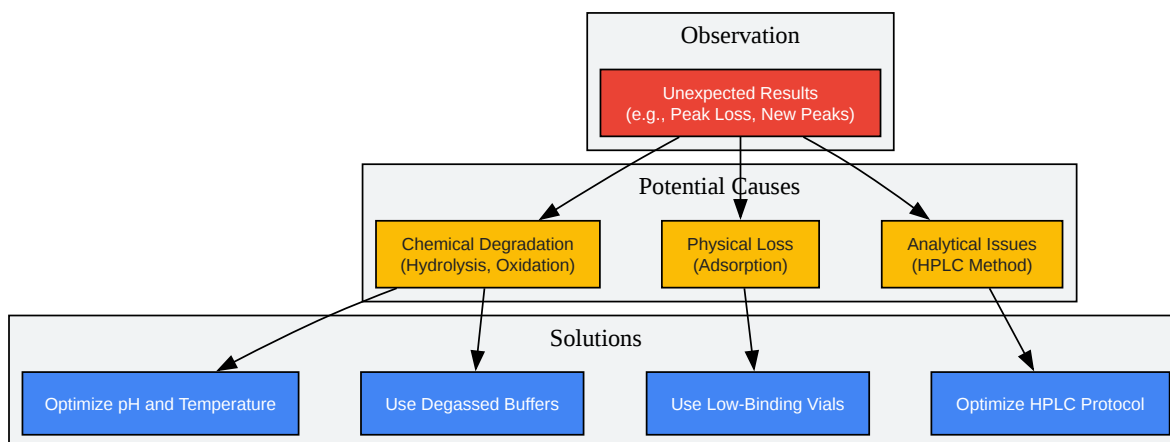 Observation
Unexpected Results
(e.g., Peak Loss, New Peaks)
Potential Causes
Chemical Degradation
(Hydrolysis, Oxidation)
Physical Loss
(Adsorption)
Analytical Issues
(HPLC Method)
Solutions
Optimize pH and Temperature
Use Degassed Buffers
Use Low-Binding Vials
Optimize HPLC Protocol